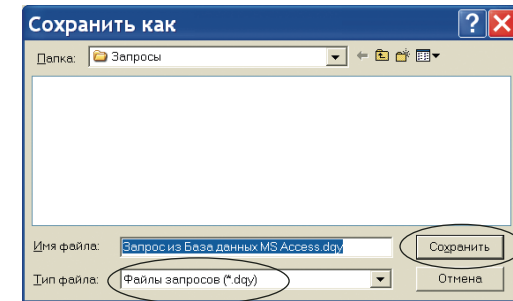 Сохранить как
Папка: Запросы
Имя файла: Запрос из База данных MS Access.dqy Сохранить
Тип файла: Файлы запросов (*.dqy) Отмена